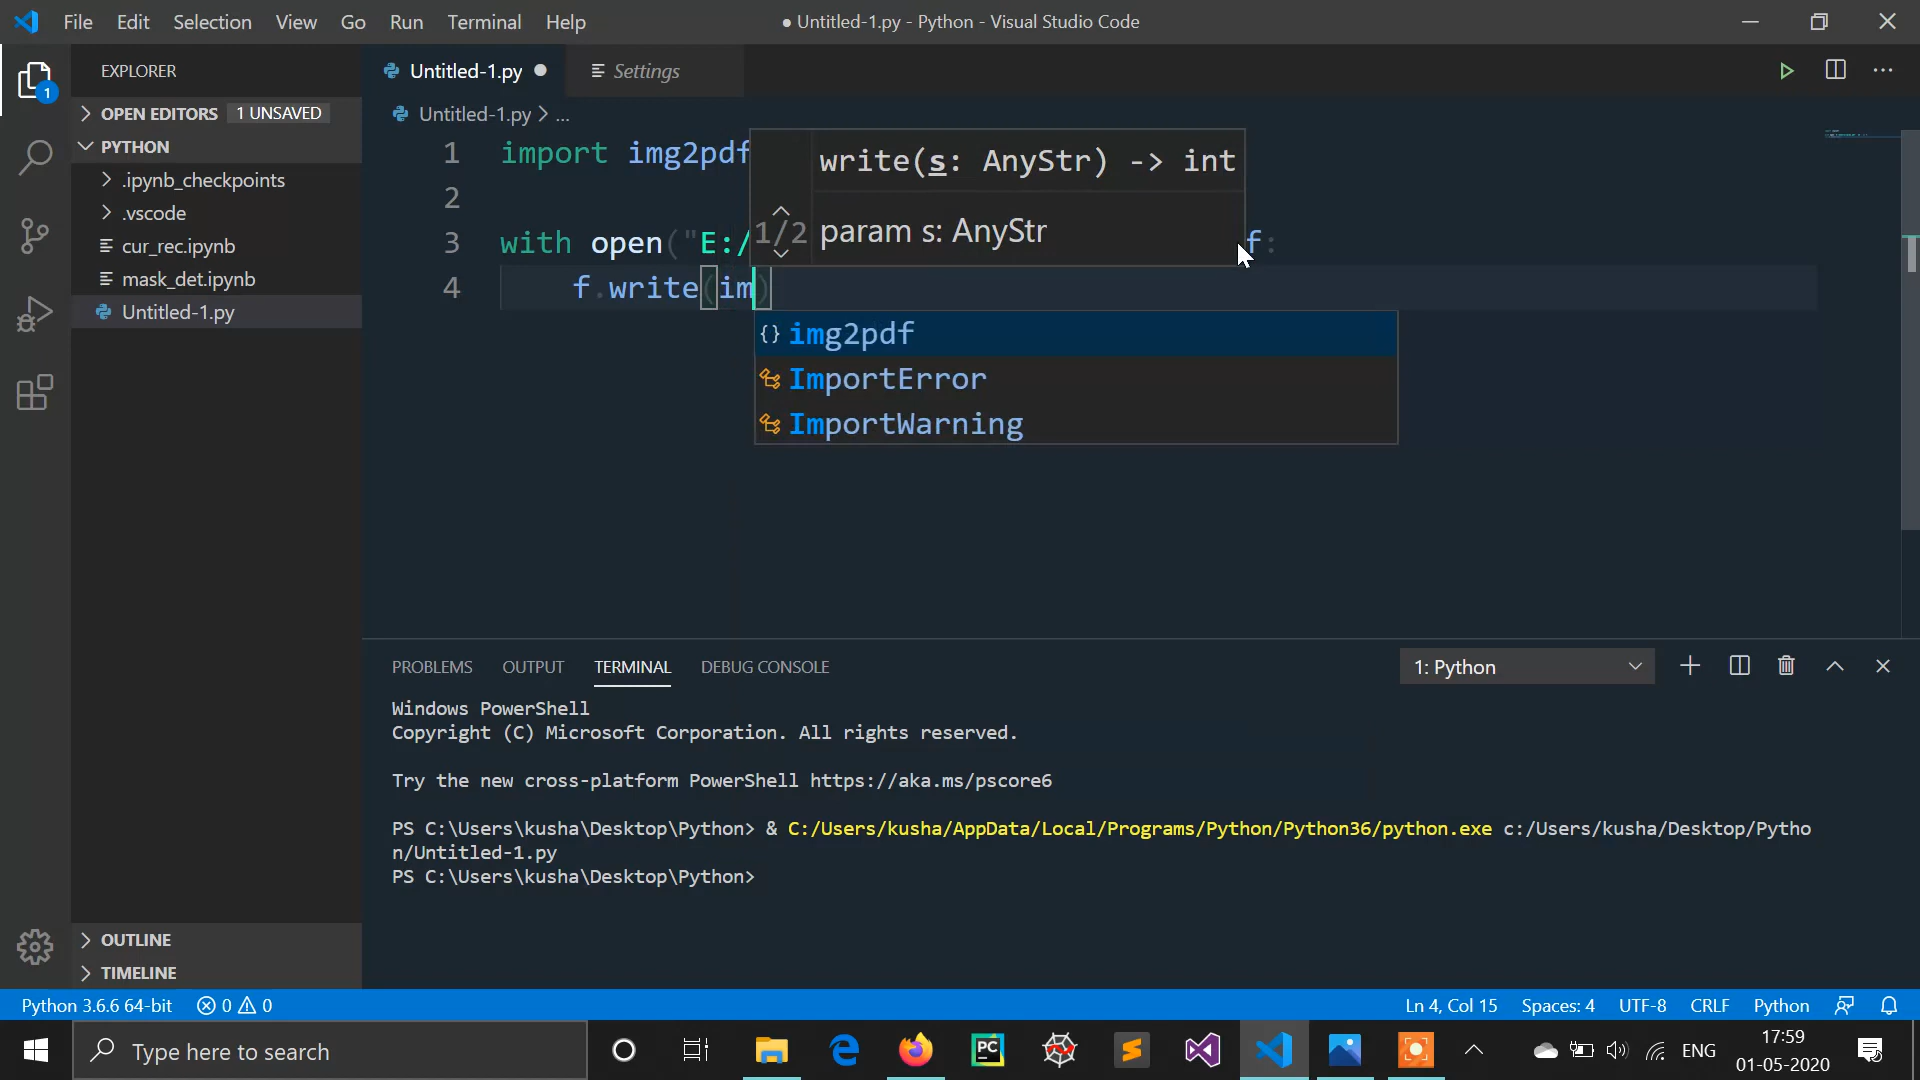 File Edit Selection View Go Run Terminal Help
● Untitled-1.py - Python - Visual Studio Code
EXPLORER
OPEN EDITORS 1 UNSAVED
PYTHON
.ipynb_checkpoints
.vscode
cur_rec.ipynb
mask_det.ipynb
Untitled-1.py
OUTLINE
TIMELINE
1
Untitled-1.py ●
Settings
Untitled-1.py > ...
1 import img2pdf
2
3 with open("E:/ f:
4 f.write(im)
write(s: AnyStr) -> int
1/2 param s: AnyStr
{} img2pdf
ImportError
ImportWarning
PROBLEMS OUTPUT TERMINAL DEBUG CONSOLE
1: Python
Windows PowerShell
Copyright (C) Microsoft Corporation. All rights reserved.
Try the new cross-platform PowerShell https://aka.ms/pscore6
PS C:\Users\kusha\Desktop\Python> & C:/Users/kusha/AppData/Local/Programs/Python/Python36/python.exe c:/Users/kusha/Desktop/Pytho
n/Untitled-1.py
PS C:\Users\kusha\Desktop\Python>
Python 3.6.6 64-bit 0 0
Ln 4, Col 15 Spaces: 4 UTF-8 CRLF Python
Type here to search
PC
ENG
17:59
01-05-2020